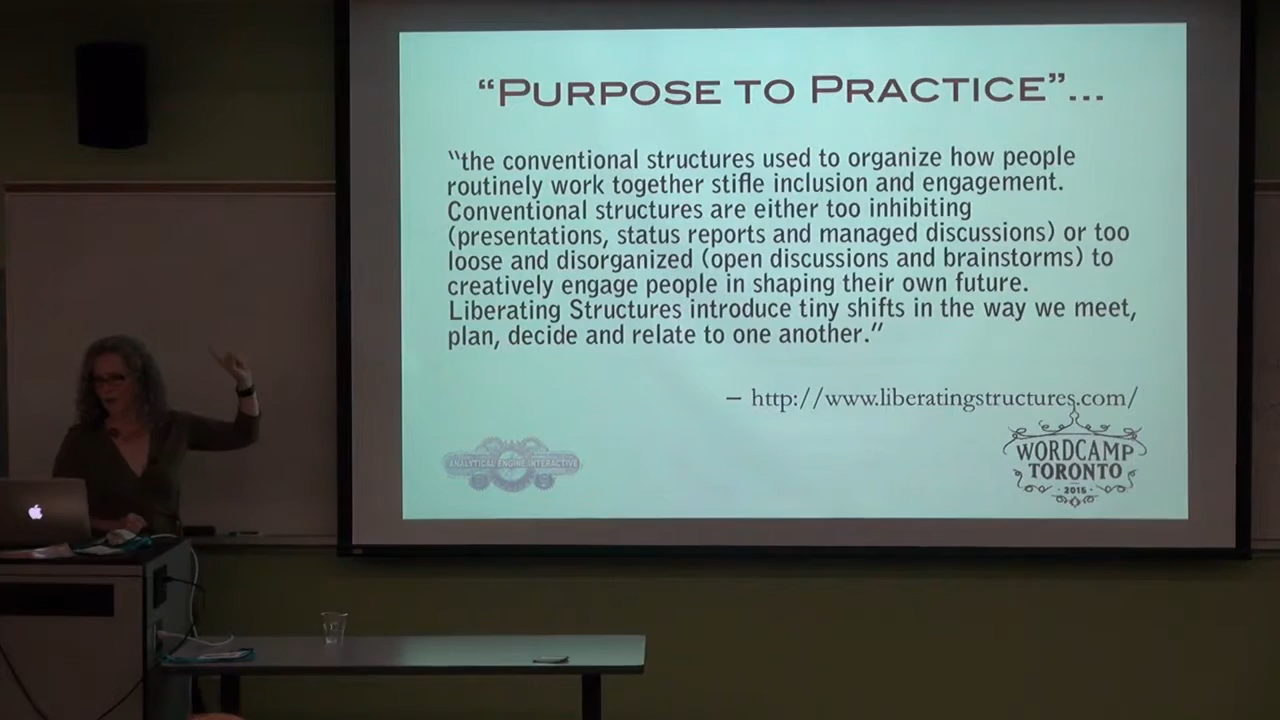 “PURPOSE TO PRACTICE”...
“the conventional structures used to organize how people
routinely work together stifle inclusion and engagement.
Conventional structures are either too inhibiting
(presentations, status reports and managed discussions) or too
loose and disorganized (open discussions and brainstorms) to
creatively engage people in shaping their own future.
Liberating Structures introduce tiny shifts in the way we meet,
plan, decide and relate to one another.”
– http://www.liberatingstructures.com/
ANALYTICAL ENGINE INTERACTIVE
WORDCAMP
TORONTO